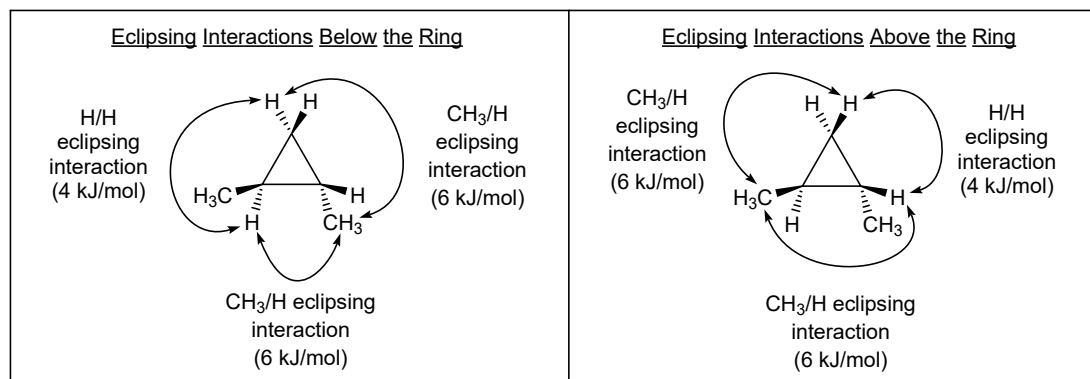 Eclipsing Interactions Below the Ring
H H
H/H
eclipsing
interaction
(4 kJ/mol)
CH₃/H
eclipsing
interaction
(6 kJ/mol)
H₃C H
H CH₃
CH₃/H eclipsing
interaction
(6 kJ/mol)
Eclipsing Interactions Above the Ring
CH₃/H
eclipsing
interaction
(6 kJ/mol)
H H
H/H
eclipsing
interaction
(4 kJ/mol)
H₃C H
H CH₃
CH₃/H eclipsing
interaction
(6 kJ/mol)